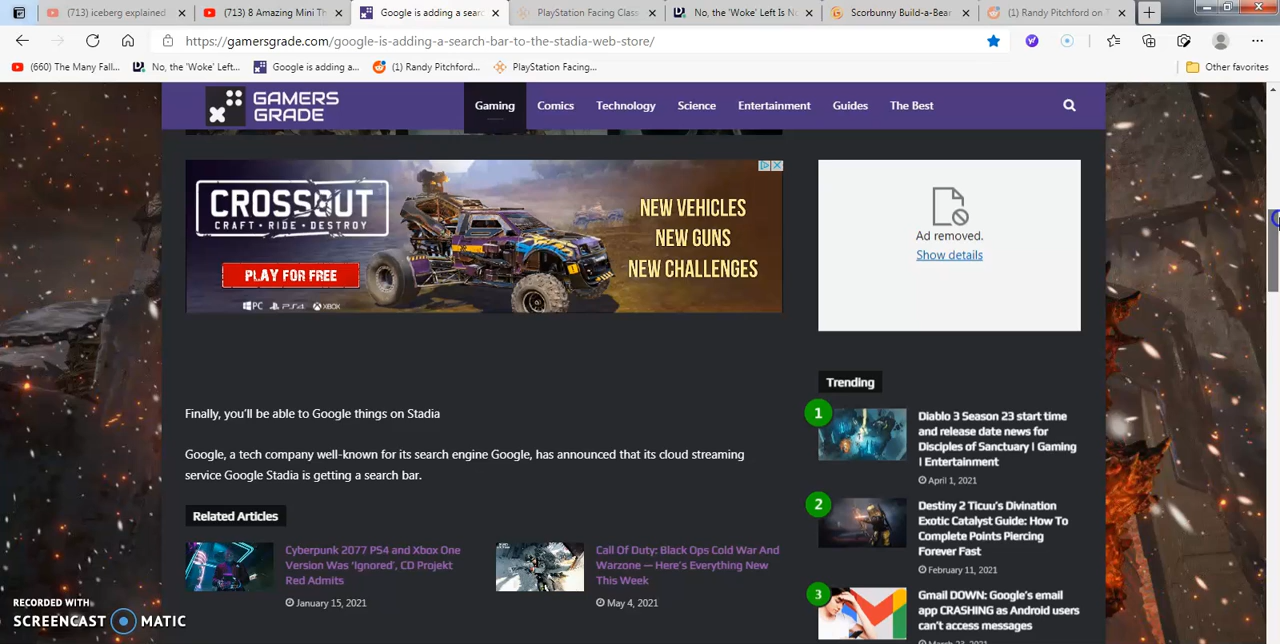 (713) iceberg explained
(713) 8 Amazing Mini Th
Google is adding a sear
PlayStation Facing Class
No, the 'Woke' Left Is N
Scorbunny Build-a-Bear
(1) Randy Pitchford on T
https://gamersgrade.com/google-is-adding-a-search-bar-to-the-stadia-web-store/
(660) The Many Fall...
No, the 'Woke' Left...
Google is adding a...
(1) Randy Pitchford...
PlayStation Facing...
Other favorites
GAMERS
GRADE
Gaming
Comics
Technology
Science
Entertainment
Guides
The Best
CROSSOUT
CRAFT • RIDE • DESTROY
PLAY FOR FREE
PC PS4 XBOX
NEW VEHICLES
NEW GUNS
NEW CHALLENGES
Ad removed.
Show details
Finally, you'll be able to Google things on Stadia
Google, a tech company well-known for its search engine Google, has announced that its cloud streaming
service Google Stadia is getting a search bar.
Related Articles
Cyberpunk 2077 PS4 and Xbox One
Version Was 'Ignored', CD Projekt
Red Admits
January 15, 2021
Call Of Duty: Black Ops Cold War And
Warzone — Here's Everything New
This Week
May 4, 2021
Trending
1
Diablo 3 Season 23 start time
and release date news for
Disciples of Sanctuary | Gaming
| Entertainment
April 1, 2021
2
Destiny 2 Ticuu's Divination
Exotic Catalyst Guide: How To
Complete Points Piercing
Forever Fast
February 11, 2021
3
Gmail DOWN: Google's email
app CRASHING as Android users
can't access messages
March 23, 2021
RECORDED WITH
SCREENCAST MATIC